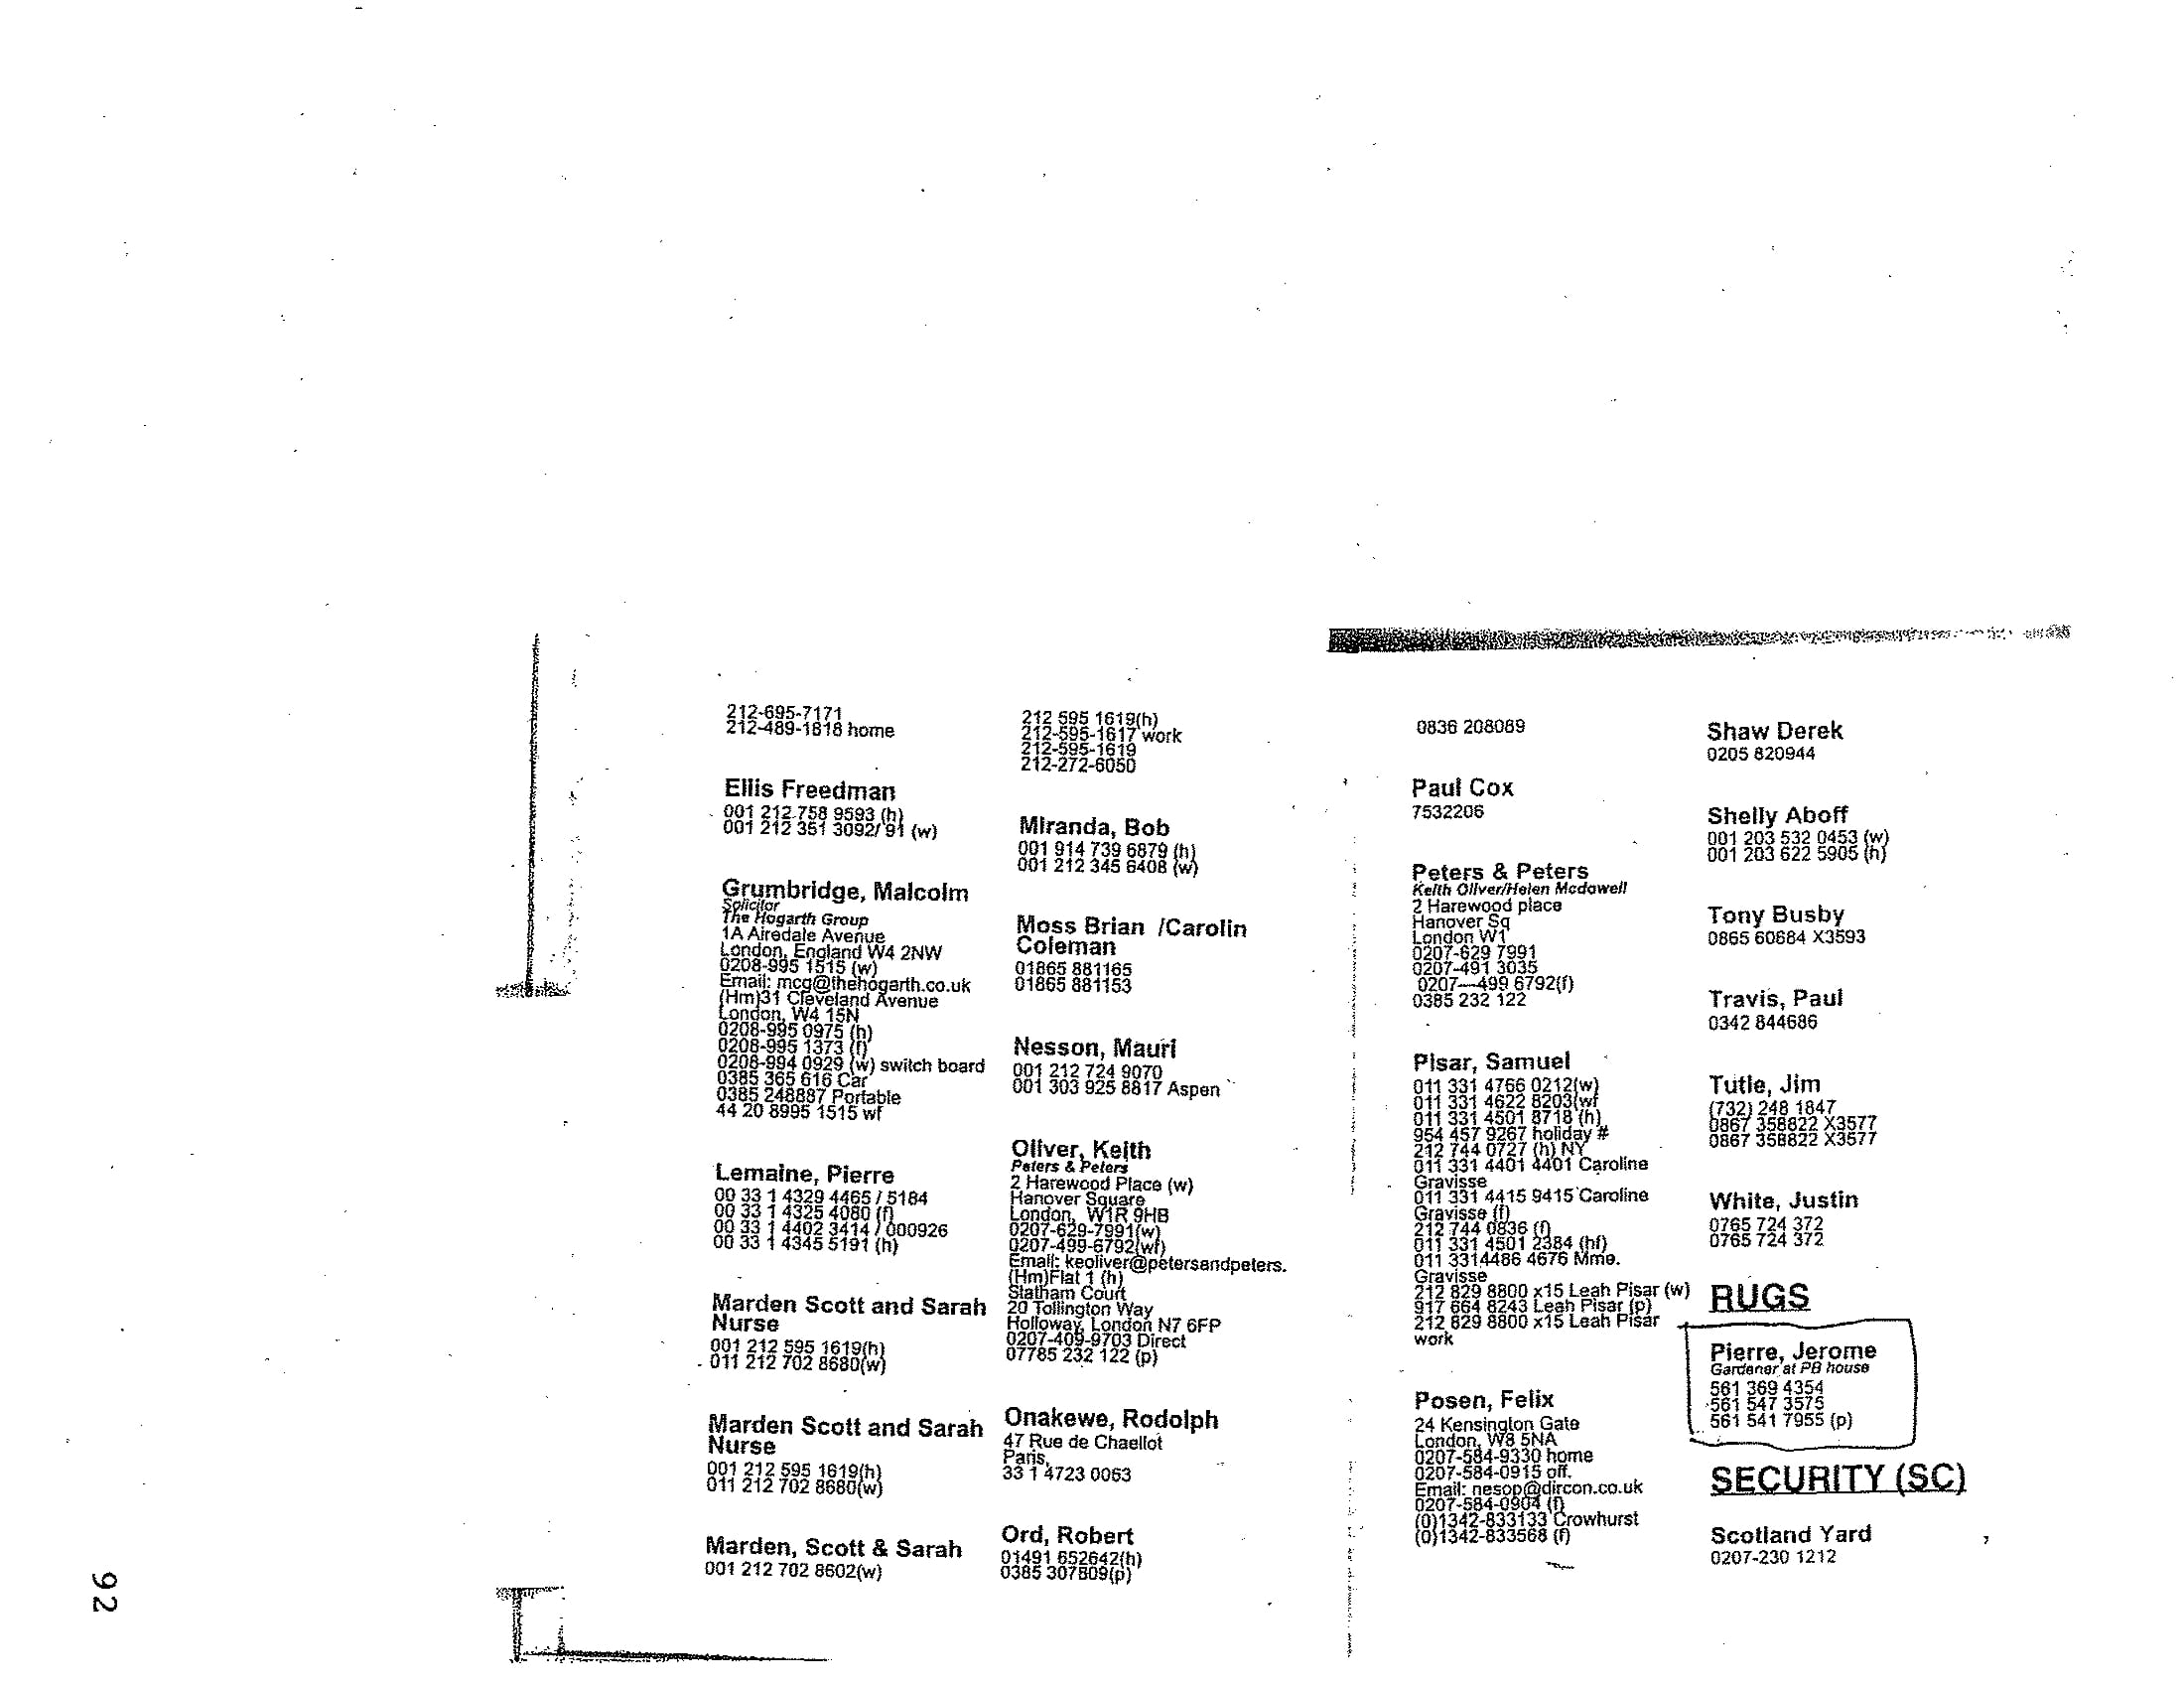 212-695-7171
212-489-1818 home
Ellis Freedman
001 212 758 9593 (h)
001 212 351 3092/ 91 (w)
Grumbridge, Malcolm
Solicitor
The Hogarth Group
1A Airedale Avenue
London, England W4 2NW
0208-995 1515 (w)
Email: mcg@thehogarth.co.uk
(Hm)31 Cleveland Avenue
London, W4 15N
0208-995 0975 (h)
0208-995 1373 (f)
0208-994 0929 (w) switch board
0385 365 616 Car
0385 248887 Portable
44 20 8995 1515 wf
Lemaine, Pierre
00 33 1 4329 4465 / 5184
00 33 1 4325 4080 (f)
00 33 1 4402 3414 / 000926
00 33 1 4345 5191 (h)
Marden Scott and Sarah
Nurse
001 212 595 1619(h)
011 212 702 8680(w)
Marden Scott and Sarah
Nurse
001 212 595 1619(h)
011 212 702 8680(w)
Marden, Scott & Sarah
001 212 702 8602(w)
212 595 1619(h)
212-595-1617 work
212-595-1619
212-272-6050
Miranda, Bob
001 914 739 6879 (h)
001 212 345 6408 (w)
Moss Brian /Carolin
Coleman
01865 881165
01865 881153
Nesson, Mauri
001 212 724 9070
001 303 925 8817 Aspen
Oliver, Keith
Peters & Peters
2 Harewood Place (w)
Hanover Square
London, W1R 9HB
0207-629-7991(w)
0207-499-6792(wf)
Email: keoliver@petersandpeters.
(Hm)Flat 1 (h)
Statham Court
20 Tollington Way
Holloway, London N7 6FP
0207-409-9703 Direct
07785 232 122 (p)
Onakewe, Rodolph
47 Rue de Chaellot
Paris,
33 1 4723 0063
Ord, Robert
01491 652642(h)
0385 307809(p)
0836 208089
Paul Cox
7532206
Peters & Peters
Keith Oliver/Helen Mcdowell
2 Harewood place
Hanover Sq
London W1
0207-629 7991
0207-491 3035
0207--499 6792(f)
0385 232 122
Pisar, Samuel
011 331 4766 0212(w)
011 331 4622 8203(wf
011 331 4501 8718 (h)
954 457 9267 holiday #
212 744 0727 (h) NY
011 331 4401 4401 Caroline
Gravisse
011 331 4415 9415 Caroline
Gravisse (f)
212 744 0836 (f)
011 331 4501 2384 (hf)
011 3314486 4676 Mme.
Gravisse
212 829 8800 x15 Leah Pisar (w)
917 664 8243 Leah Pisar (p)
212 829 8800 x15 Leah Pisar
work
Posen, Felix
24 Kensington Gate
London, W8 5NA
0207-584-9330 home
0207-584-0915 off.
Email: nesop@dircon.co.uk
0207-584-0904 (f)
(0)1342-833133 Crowhurst
(0)1342-833568 (f)
Shaw Derek
0205 820944
Shelly Aboff
001 203 532 0453 (w)
001 203 622 5905 (h)
Tony Busby
0865 60684 X3593
Travis, Paul
0342 844686
Tutle, Jim
(732) 248 1847
0867 358822 X3577
0867 358822 X3577
White, Justin
0765 724 372
0765 724 372
RUGS
Pierre, Jerome
Gardener at PB house
561 369 4354
561 547 3575
561 541 7955 (p)
SECURITY (SC)
Scotland Yard
0207-230 1212
92